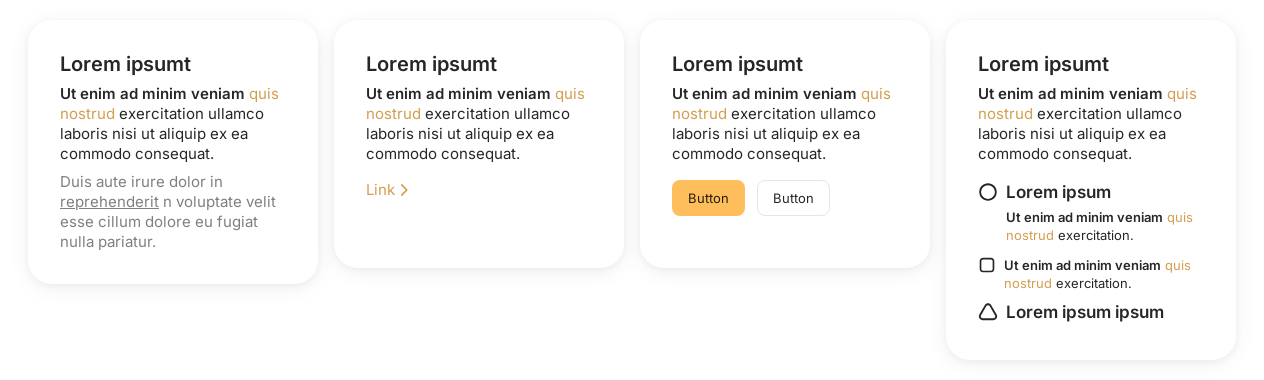 Lorem ipsumt
Ut enim ad minim veniam quis
nostrud exercitation ullamco
laboris nisi ut aliquip ex ea
commodo consequat.
Duis aute irure dolor in
reprehenderit n voluptate velit
esse cillum dolore eu fugiat
nulla pariatur.
Lorem ipsumt
Ut enim ad minim veniam quis
nostrud exercitation ullamco
laboris nisi ut aliquip ex ea
commodo consequat.
Link
Lorem ipsumt
Ut enim ad minim veniam quis
nostrud exercitation ullamco
laboris nisi ut aliquip ex ea
commodo consequat.
Button Button
Lorem ipsumt
Ut enim ad minim veniam quis
nostrud exercitation ullamco
laboris nisi ut aliquip ex ea
commodo consequat.
Lorem ipsum
Ut enim ad minim veniam quis
nostrud exercitation.
Ut enim ad minim veniam quis
nostrud exercitation.
Lorem ipsum ipsum